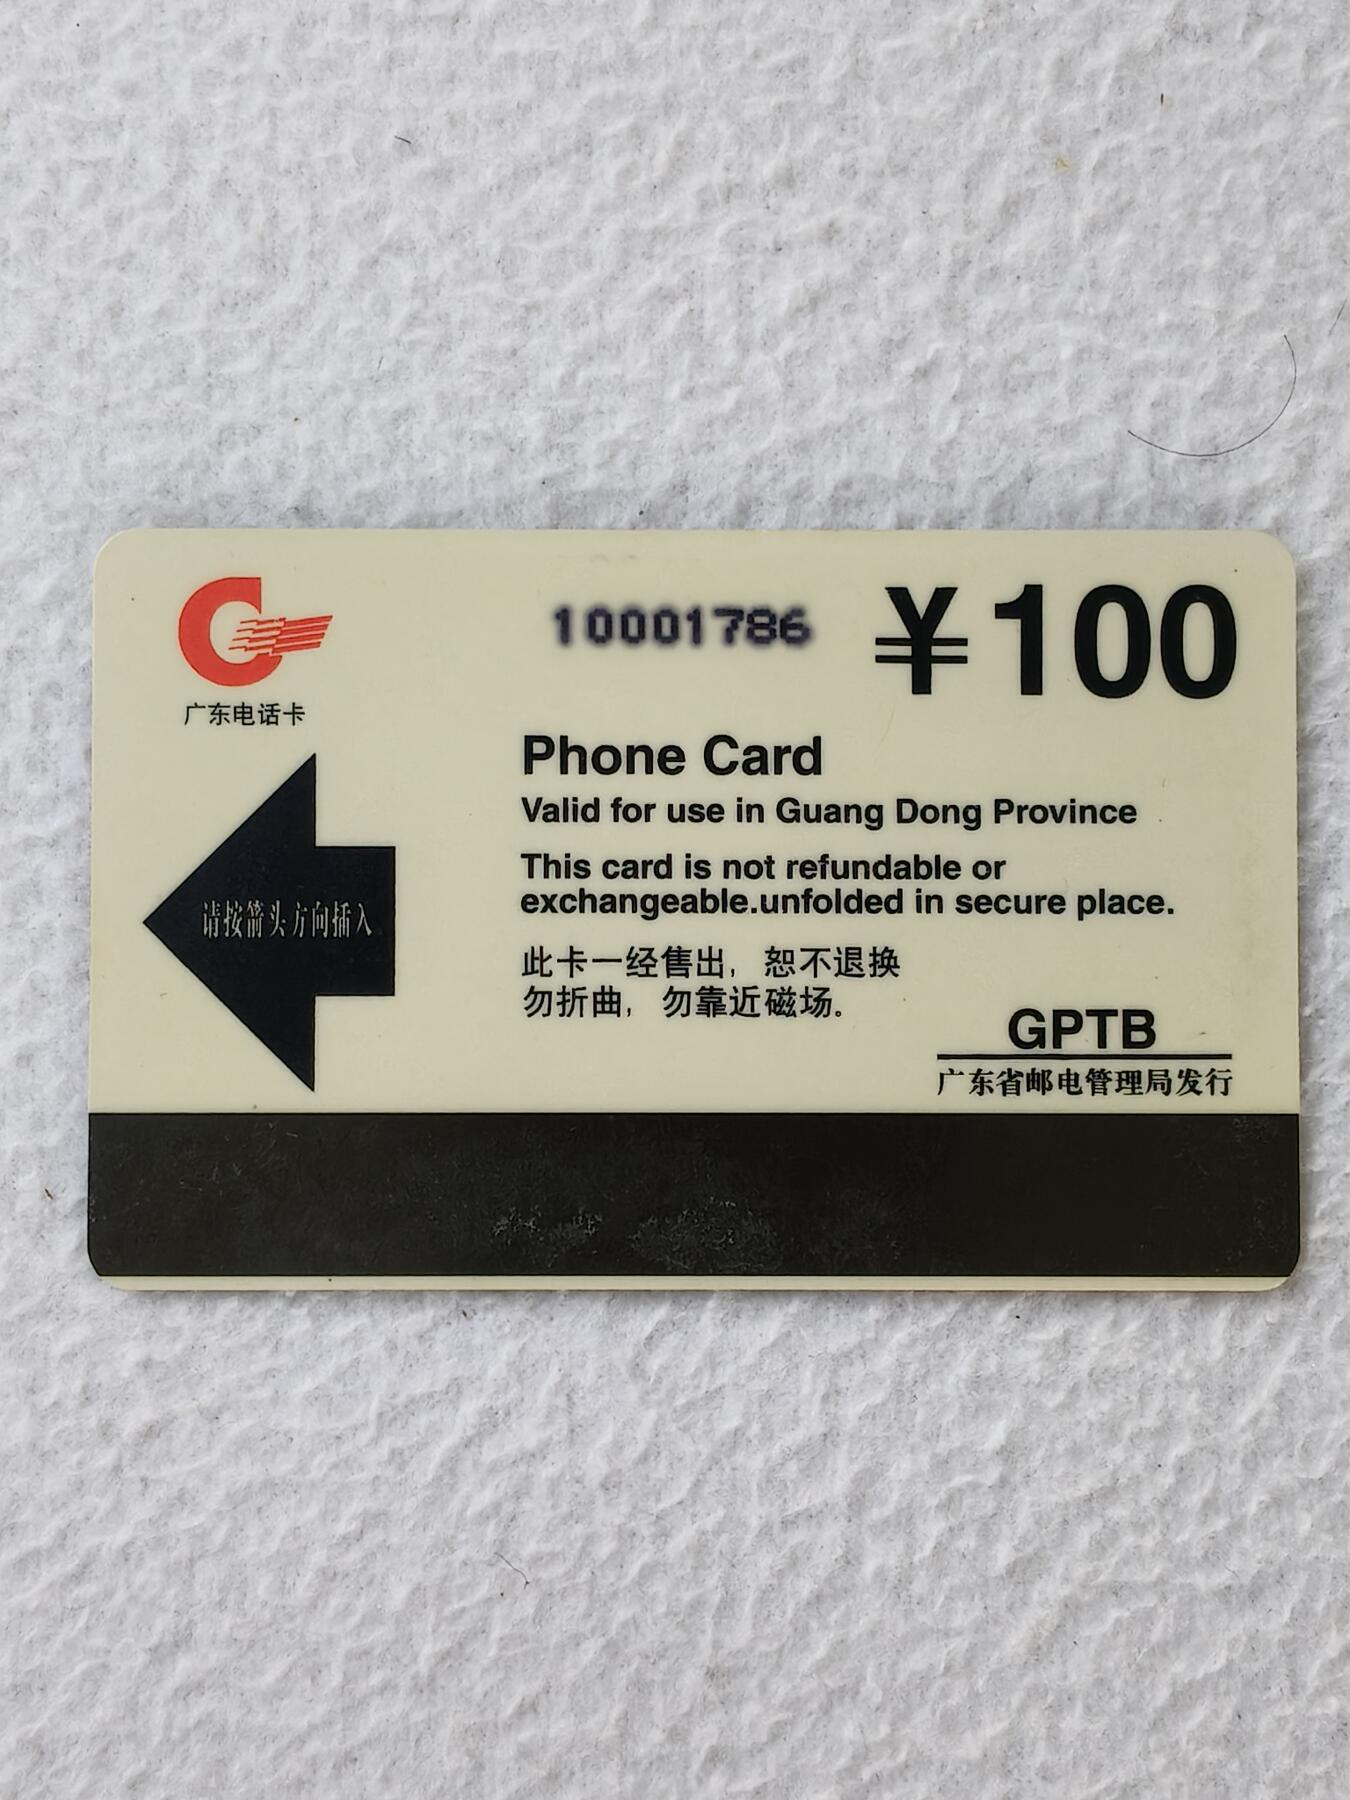 广东电话卡
10001786
¥100
Phone Card
Valid for use in Guang Dong Province
This card is not refundable or
exchangeable.unfolded in secure place.
请按箭头方向插入
此卡一经售出，恕不退换
勿折曲，勿靠近磁场。
GPTB
广东省邮电管理局发行